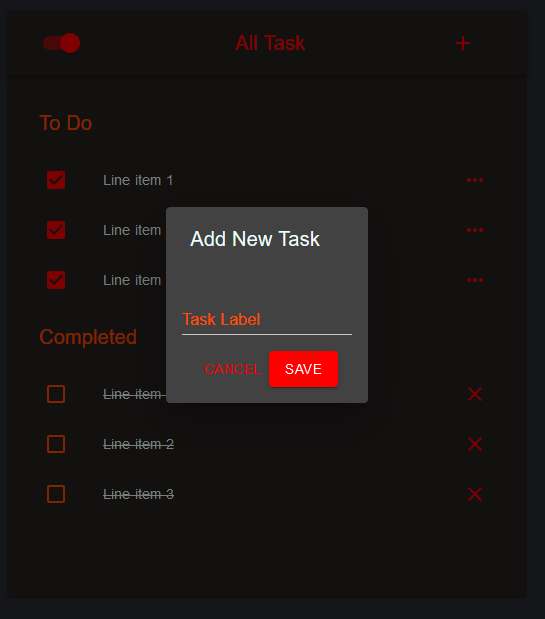 All Task
To Do
Line item 1
Line item
Line item
Add New Task
Task Label
CANCEL
SAVE
Completed
Line item
Line item 2
Line item 3